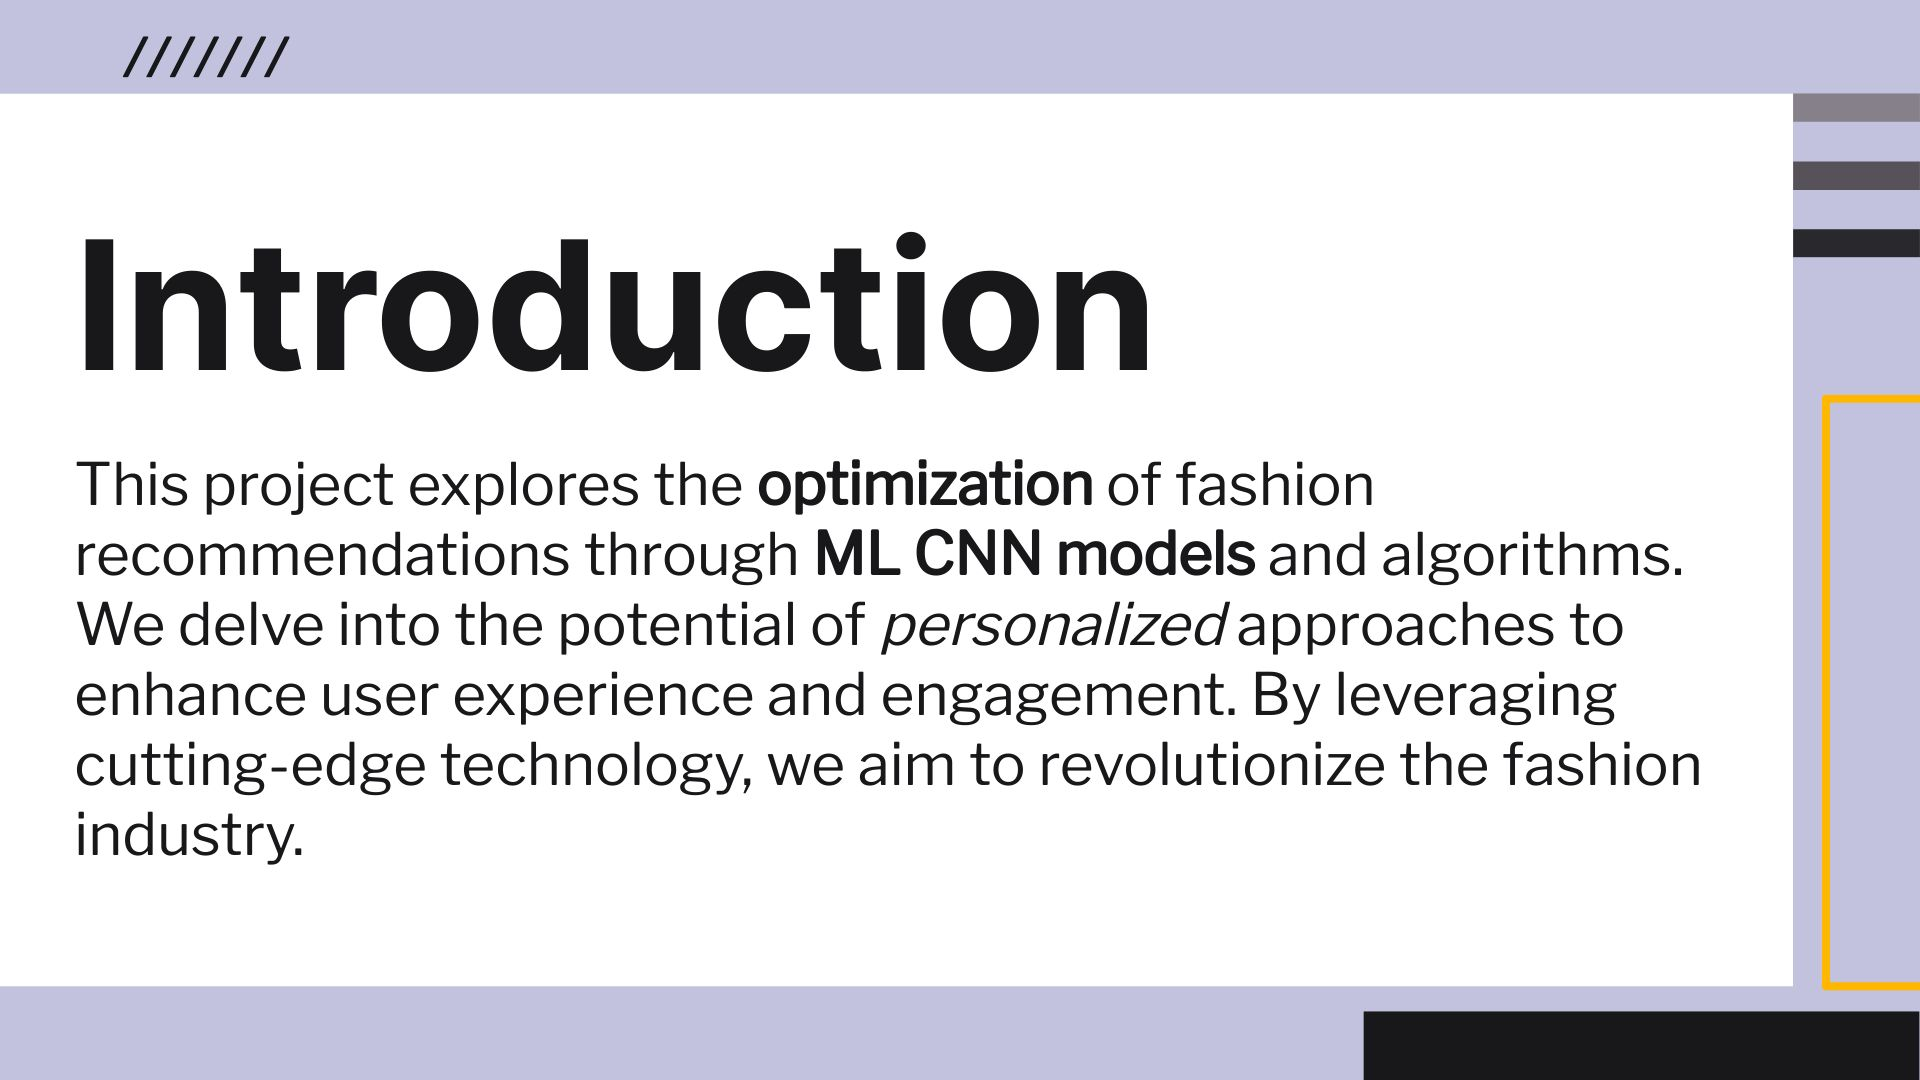 ///////
Introduction
This project explores the optimization of fashion
recommendations through ML CNN models and algorithms.
We delve into the potential of personalized approaches to
enhance user experience and engagement. By leveraging
cutting-edge technology, we aim to revolutionize the fashion
industry.